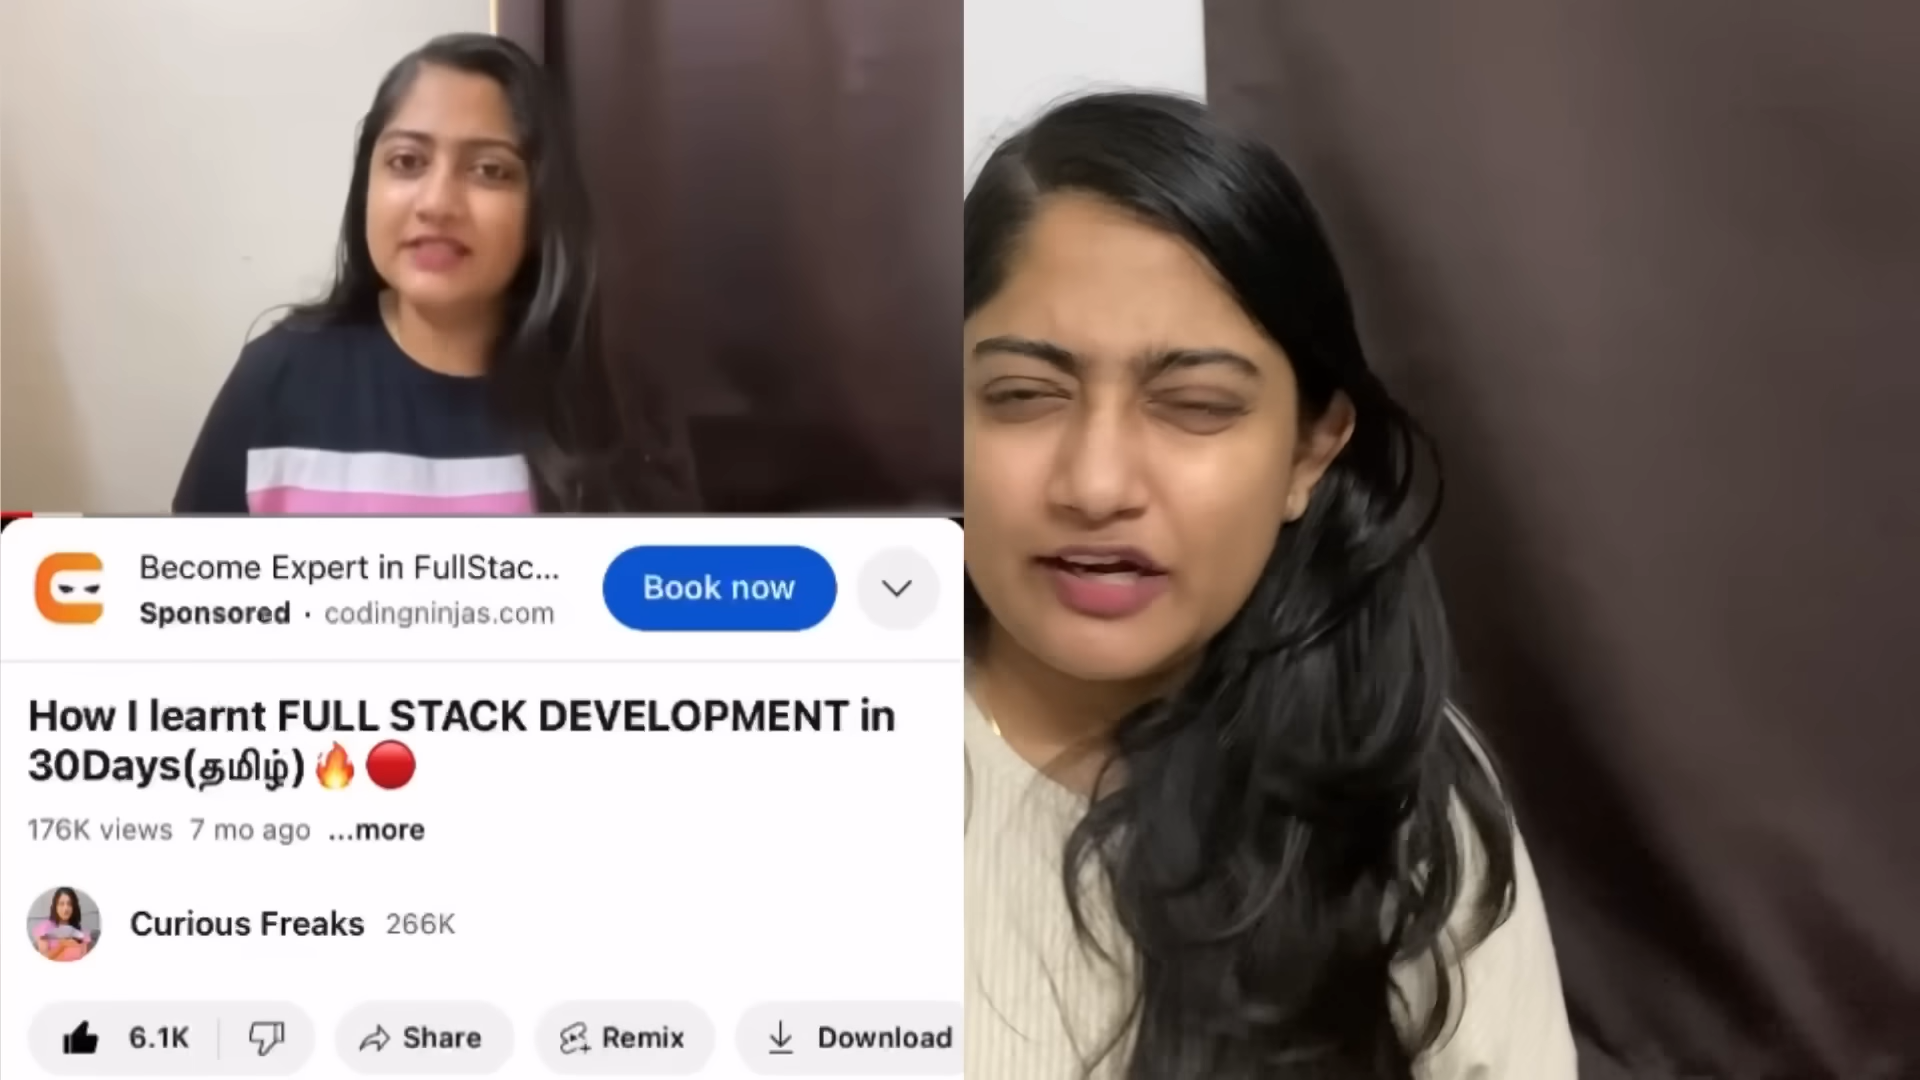 Become Expert in FullStac...
Sponsored · codingninjas.com
Book now
How I learnt FULL STACK DEVELOPMENT in
30Days(தமிழ்)🔥🔴
176K views 7 mo ago ...more
Curious Freaks 266K
6.1K Share Remix Download